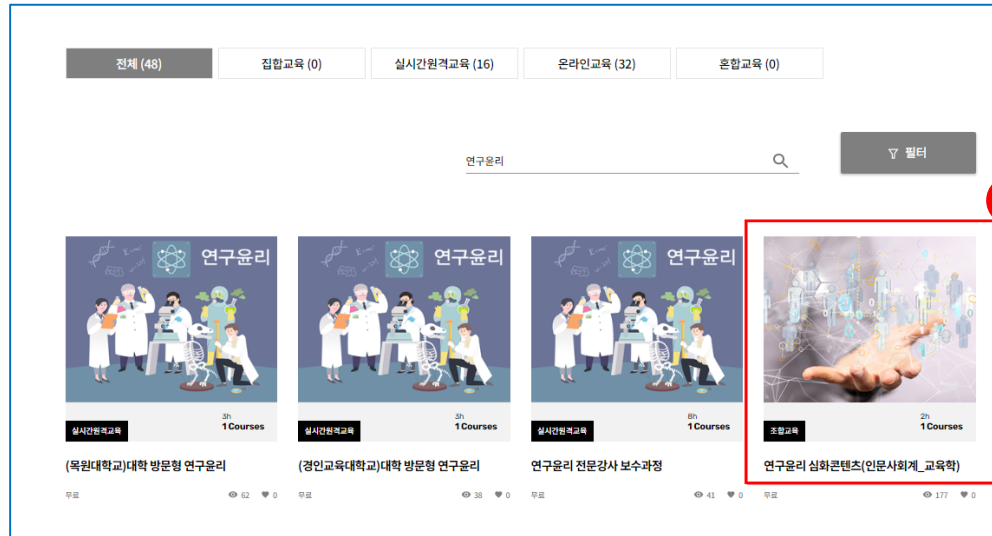 전체 (48)
집합교육 (0)
실시간원격교육 (16)
온라인교육 (32)
혼합교육 (0)
연구윤리
필터
연구윤리
연구윤리
연구윤리
실시간원격교육
3h
1 Courses
실시간원격교육
3h
1 Courses
실시간원격교육
8h
1 Courses
조합교육
2h
1 Courses
(목원대학교)대학 방문형 연구윤리
(경인교육대학교)대학 방문형 연구윤리
연구윤리 전문강사 보수과정
연구윤리 심화콘텐츠(인문사회계_교육학)
무료
62
0
무료
38
0
무료
41
0
무료
177
0